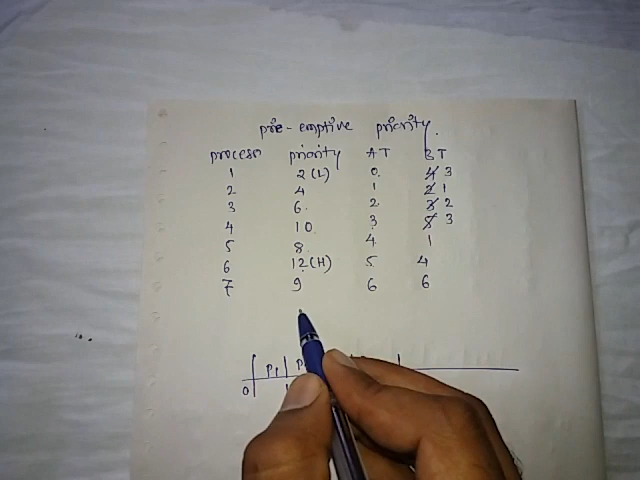 pre-emptive priority.
process priority AT BT
1 2(L) 0 4 3
2 4 1 2 1
3 6. 2 3 2
4 10. 3 5 3
5 8. 4 1
6 12(H) 5 4
7 9 6 6
P1 P
0 1